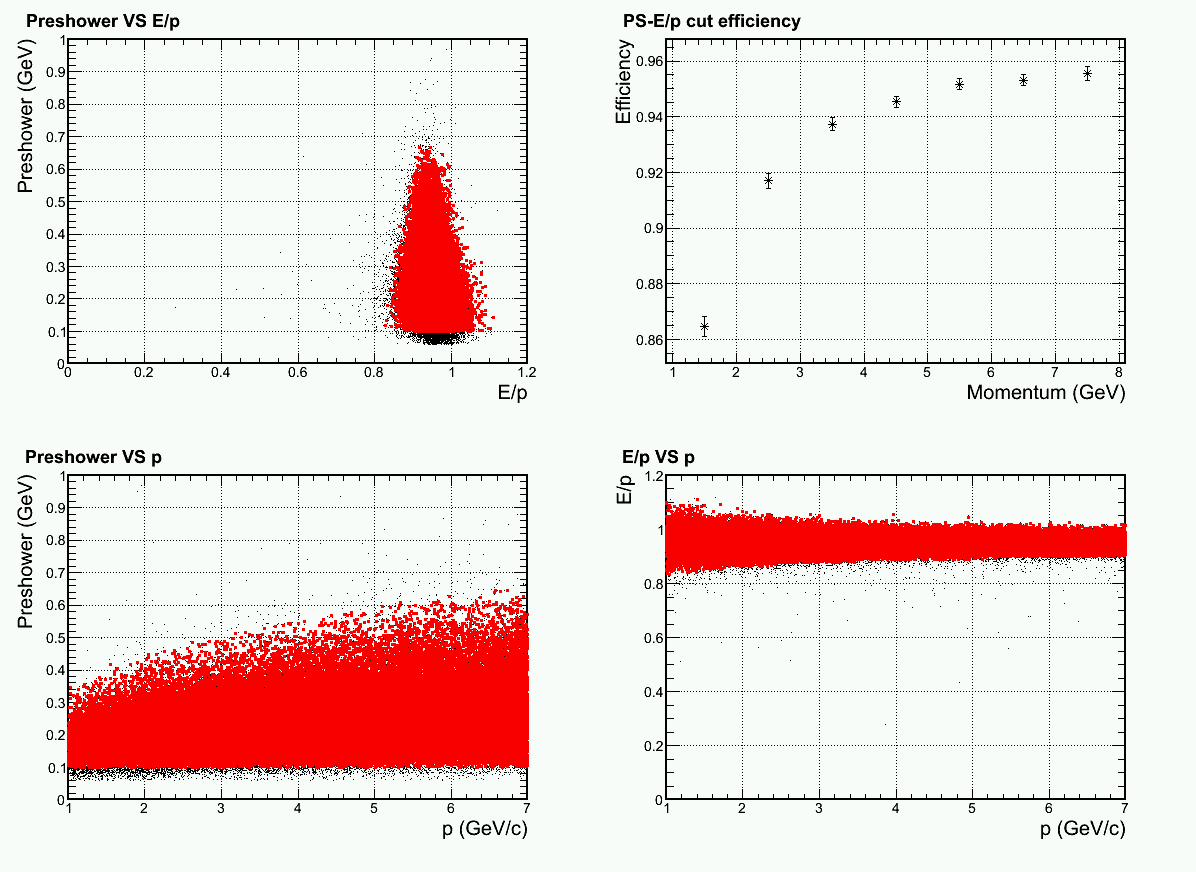 Preshower VS E/p
Preshower (GeV)
1
0.9
0.8
0.7
0.6
0.5
0.4
0.3
0.2
0.1
0
0 0.2 0.4 0.6 0.8 1 1.2
E/p
PS-E/p cut efficiency
Efficiency
0.96
0.94
0.92
0.9
0.88
0.86
1 2 3 4 5 6 7 8
Momentum (GeV)
Preshower VS p
Preshower (GeV)
1
0.9
0.8
0.7
0.6
0.5
0.4
0.3
0.2
0.1
0
1 2 3 4 5 6 7
p (GeV/c)
E/p VS p
E/p
1.2
1
0.8
0.6
0.4
0.2
0
1 2 3 4 5 6 7
p (GeV/c)